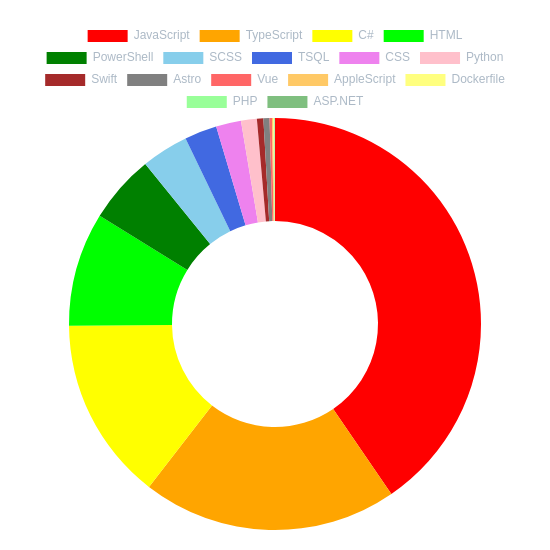 JavaScript TypeScript C# HTML
PowerShell SCSS TSQL CSS Python
Swift Astro Vue AppleScript Dockerfile
PHP ASP.NET